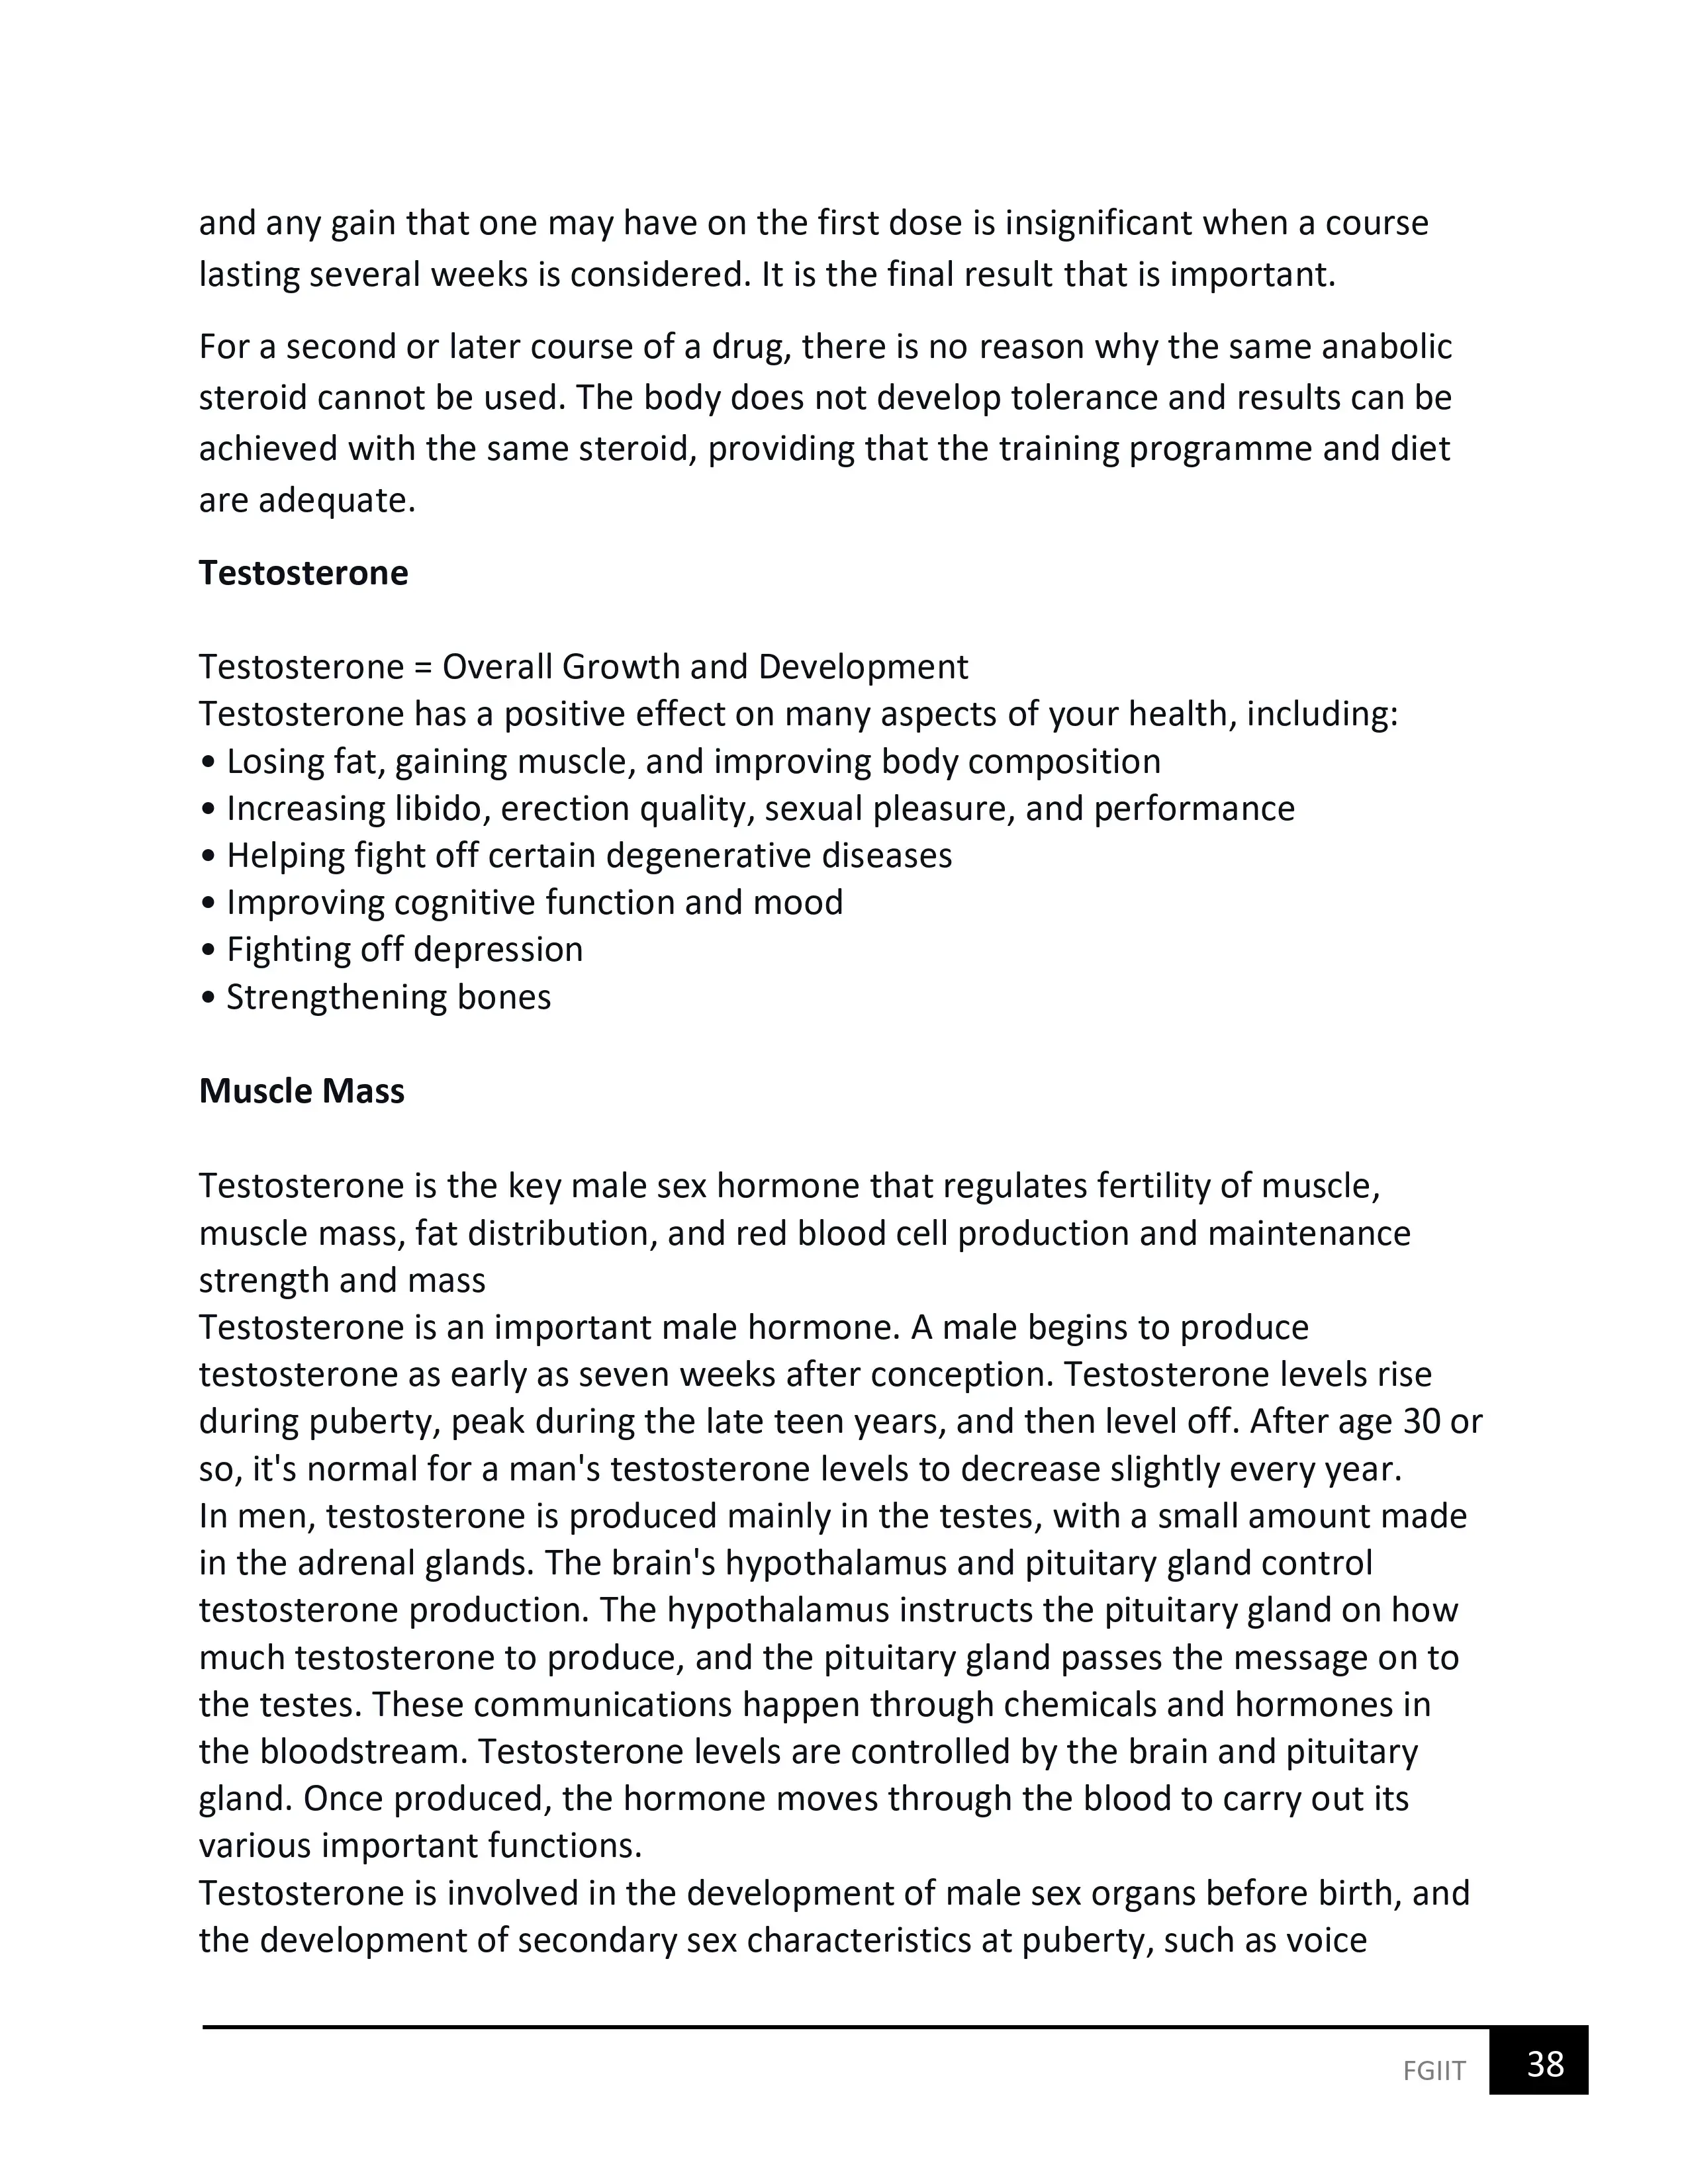 and any gain that one may have on the first dose is insignificant when a course
lasting several weeks is considered. It is the final result that is important.
For a second or later course of a drug, there is no reason why the same anabolic
steroid cannot be used. The body does not develop tolerance and results can be
achieved with the same steroid, providing that the training programme and diet
are adequate.
Testosterone
Testosterone = Overall Growth and Development
Testosterone has a positive effect on many aspects of your health, including:
• Losing fat, gaining muscle, and improving body composition
• Increasing libido, erection quality, sexual pleasure, and performance
• Helping fight off certain degenerative diseases
• Improving cognitive function and mood
• Fighting off depression
• Strengthening bones
Muscle Mass
Testosterone is the key male sex hormone that regulates fertility of muscle,
muscle mass, fat distribution, and red blood cell production and maintenance
strength and mass
Testosterone is an important male hormone. A male begins to produce
testosterone as early as seven weeks after conception. Testosterone levels rise
during puberty, peak during the late teen years, and then level off. After age 30 or
so, it's normal for a man's testosterone levels to decrease slightly every year.
In men, testosterone is produced mainly in the testes, with a small amount made
in the adrenal glands. The brain's hypothalamus and pituitary gland control
testosterone production. The hypothalamus instructs the pituitary gland on how
much testosterone to produce, and the pituitary gland passes the message on to
the testes. These communications happen through chemicals and hormones in
the bloodstream. Testosterone levels are controlled by the brain and pituitary
gland. Once produced, the hormone moves through the blood to carry out its
various important functions.
Testosterone is involved in the development of male sex organs before birth, and
the development of secondary sex characteristics at puberty, such as voice
FGIIT 38